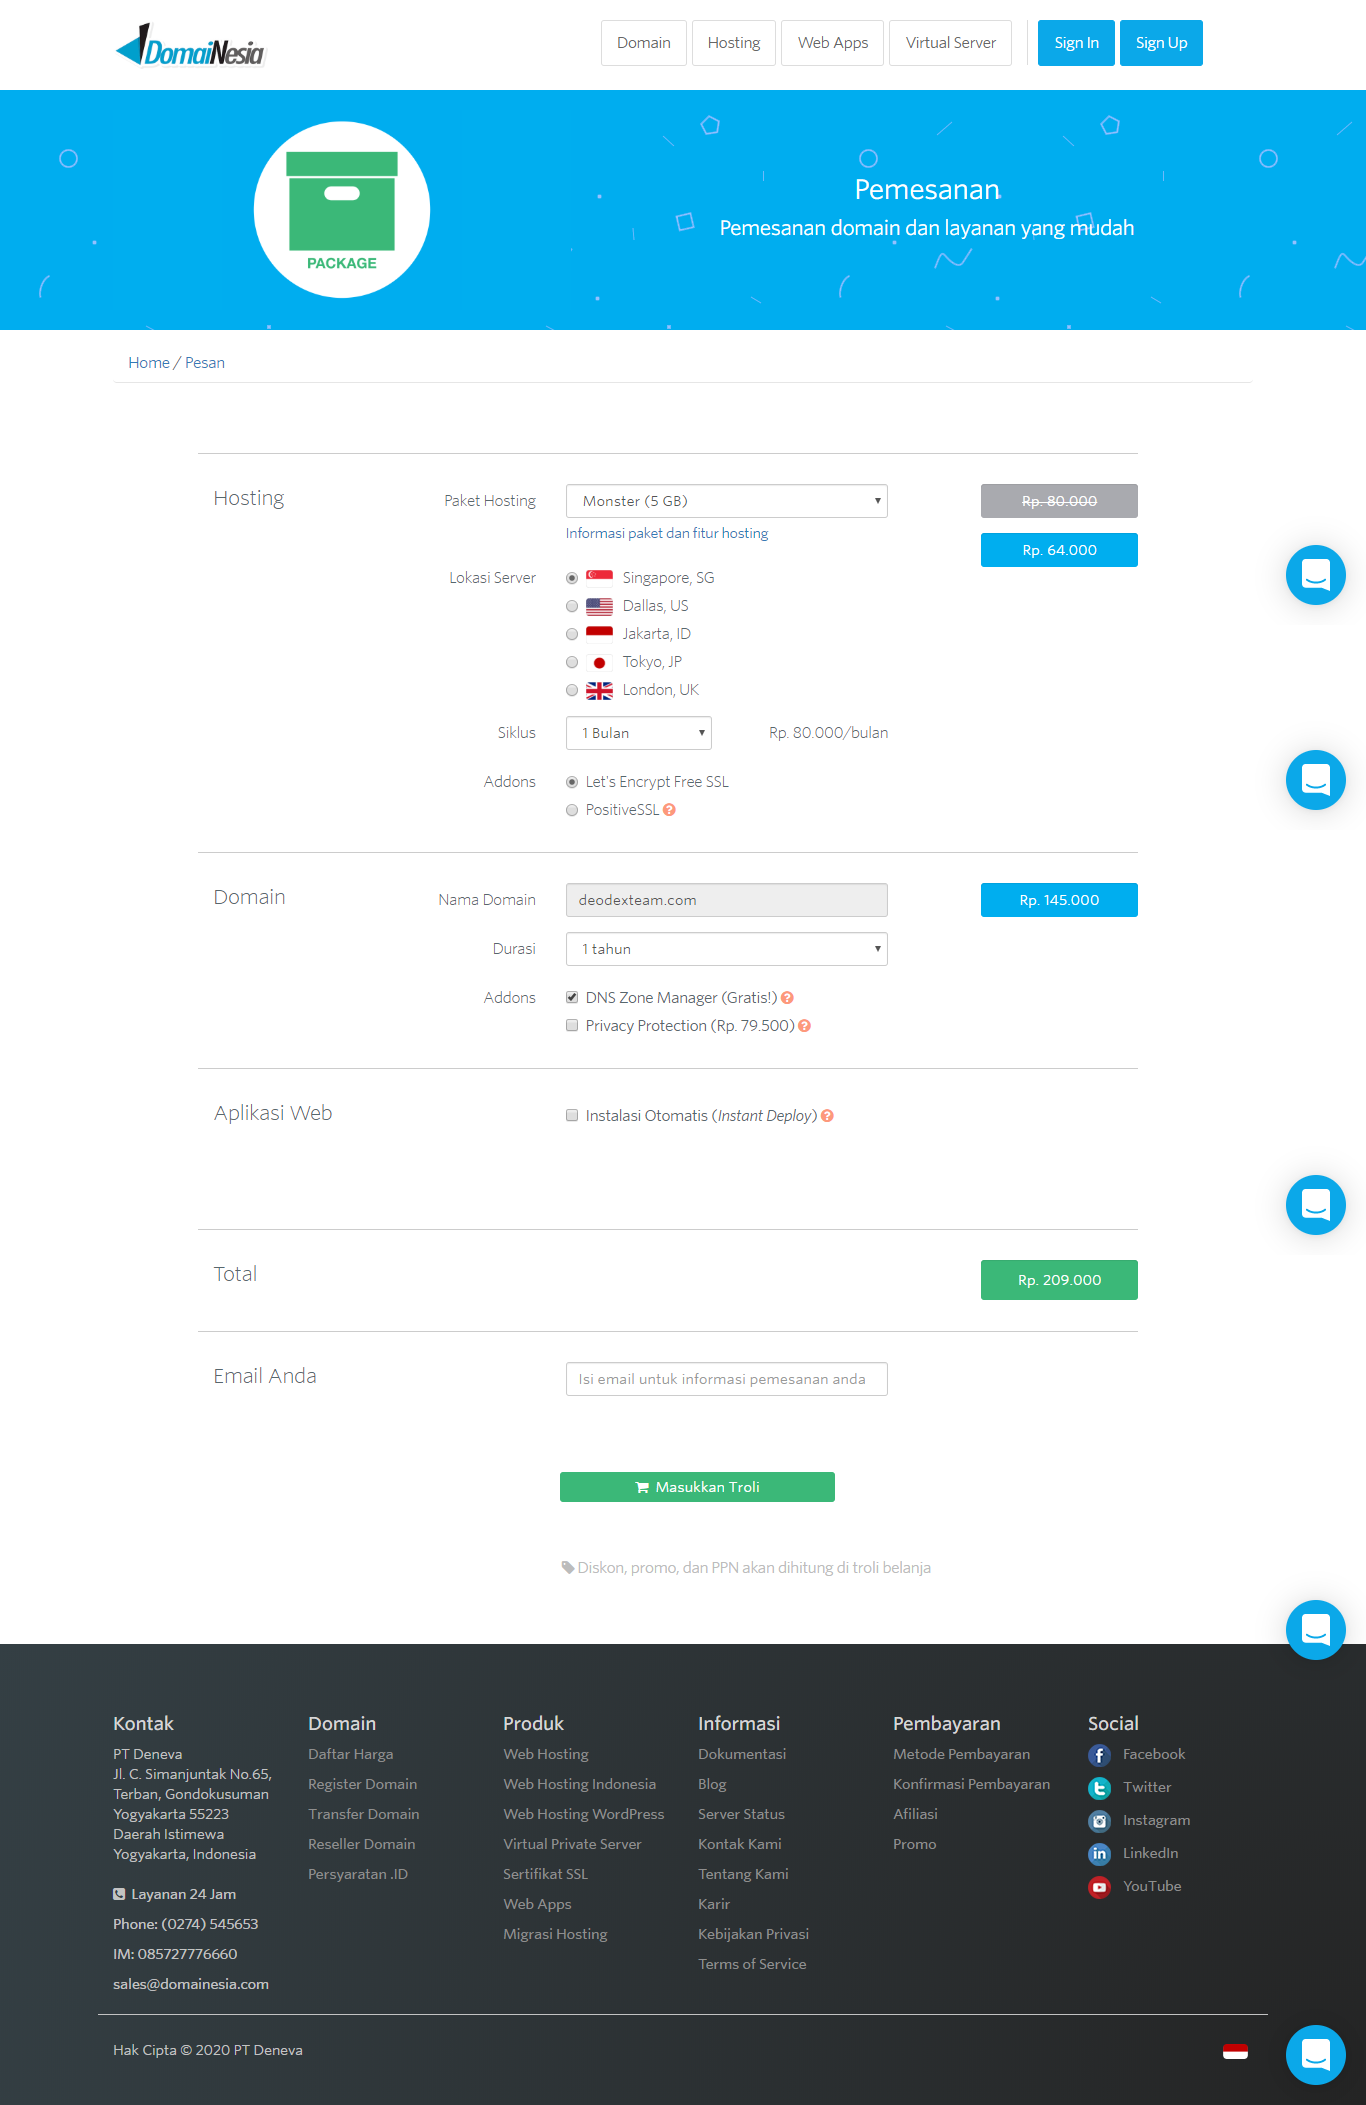 DomaiNesia
Domain
Hosting
Web Apps
Virtual Server
Sign In
Sign Up
PACKAGE
Pemesanan
Pemesanan domain dan layanan yang mudah
Home / Pesan
Hosting
Paket Hosting
Monster (5 GB)
Rp. 80.000
Informasi paket dan fitur hosting
Rp. 64.000
Lokasi Server
Singapore, SG
Dallas, US
Jakarta, ID
Tokyo, JP
London, UK
Siklus
1 Bulan
Rp. 80.000/bulan
Addons
Let's Encrypt Free SSL
PositiveSSL
Domain
Nama Domain
deodexteam.com
Rp. 145.000
Durasi
1 tahun
Addons
DNS Zone Manager (Gratis!)
Privacy Protection (Rp. 79.500)
Aplikasi Web
Instalasi Otomatis (Instant Deploy)
Total
Rp. 209.000
Email Anda
Isi email untuk informasi pemesanan anda
Masukkan Troli
Diskon, promo, dan PPN akan dihitung di troli belanja
Kontak
PT Deneva
Jl. C. Simanjuntak No.65,
Terban, Gondokusuman
Yogyakarta 55223
Daerah Istimewa
Yogyakarta, Indonesia
Layanan 24 Jam
Phone: (0274) 545653
IM: 085727776660
sales@domainesia.com
Domain
Daftar Harga
Register Domain
Transfer Domain
Reseller Domain
Persyaratan .ID
Produk
Web Hosting
Web Hosting Indonesia
Web Hosting WordPress
Virtual Private Server
Sertifikat SSL
Web Apps
Migrasi Hosting
Informasi
Dokumentasi
Blog
Server Status
Kontak Kami
Tentang Kami
Karir
Kebijakan Privasi
Terms of Service
Pembayaran
Metode Pembayaran
Konfirmasi Pembayaran
Afiliasi
Promo
Social
Facebook
Twitter
Instagram
LinkedIn
YouTube
Hak Cipta © 2020 PT Deneva